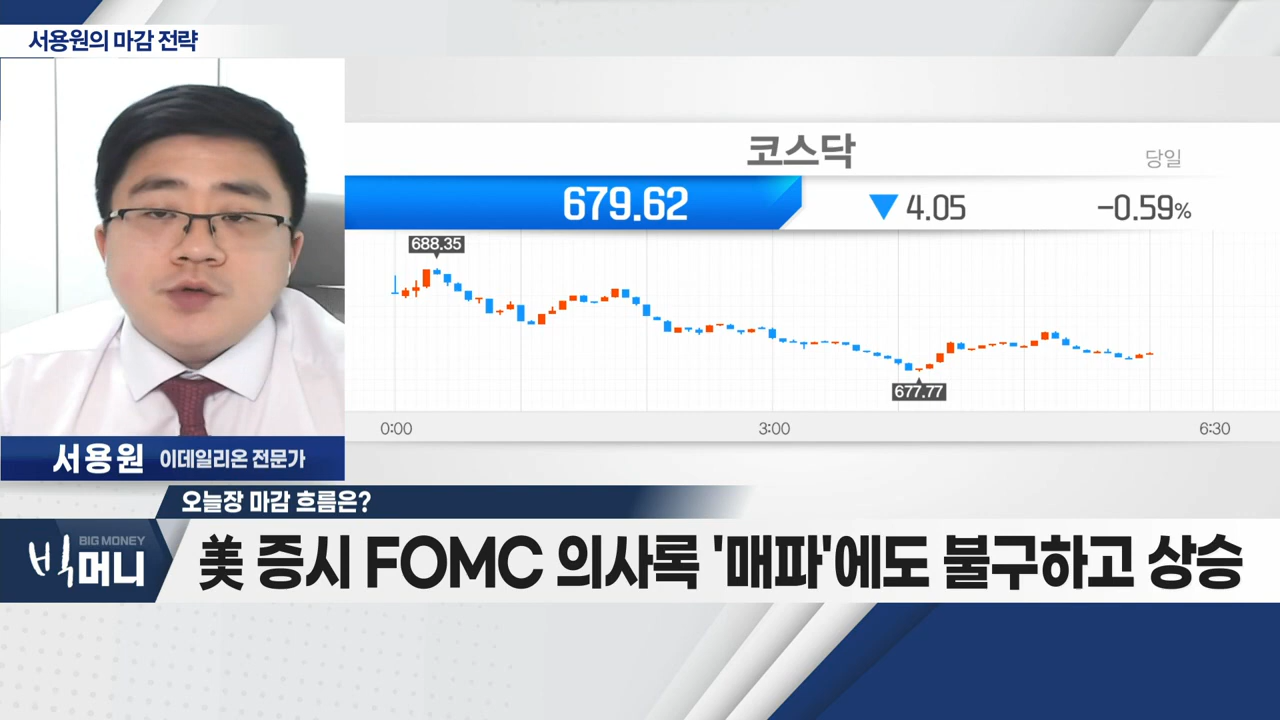 서용원의 마감 전략
코스닥
당일
679.62
▼ 4.05
-0.59%
688.35
677.77
0:00
3:00
6:30
서용원 이데일리온 전문가
오늘장 마감 흐름은?
BIG MONEY
빅머니
美 증시 FOMC 의사록 '매파'에도 불구하고 상승